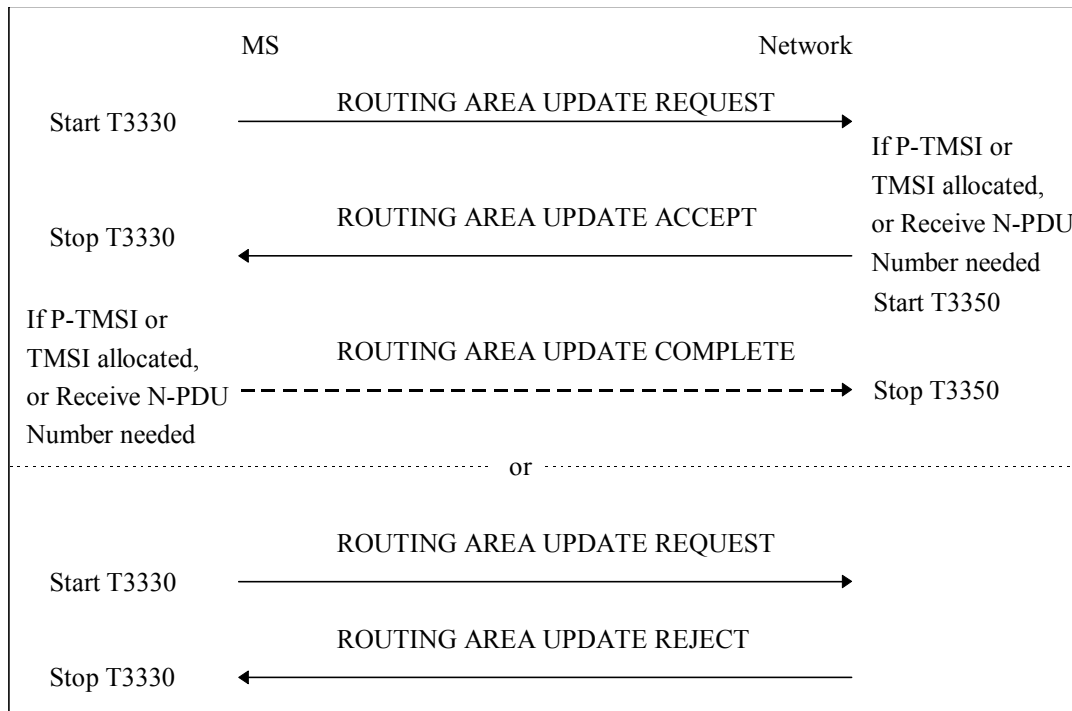 MS
Network
ROUTING AREA UPDATE REQUEST
Start T3330
If P-TMSI or
TMSI allocated,
or Receive N-PDU
Number needed
Start T3350
ROUTING AREA UPDATE ACCEPT
Stop T3330
If P-TMSI or
TMSI allocated,
or Receive N-PDU
Number needed
ROUTING AREA UPDATE COMPLETE
Stop T3350
or
ROUTING AREA UPDATE REQUEST
Start T3330
ROUTING AREA UPDATE REJECT
Stop T3330